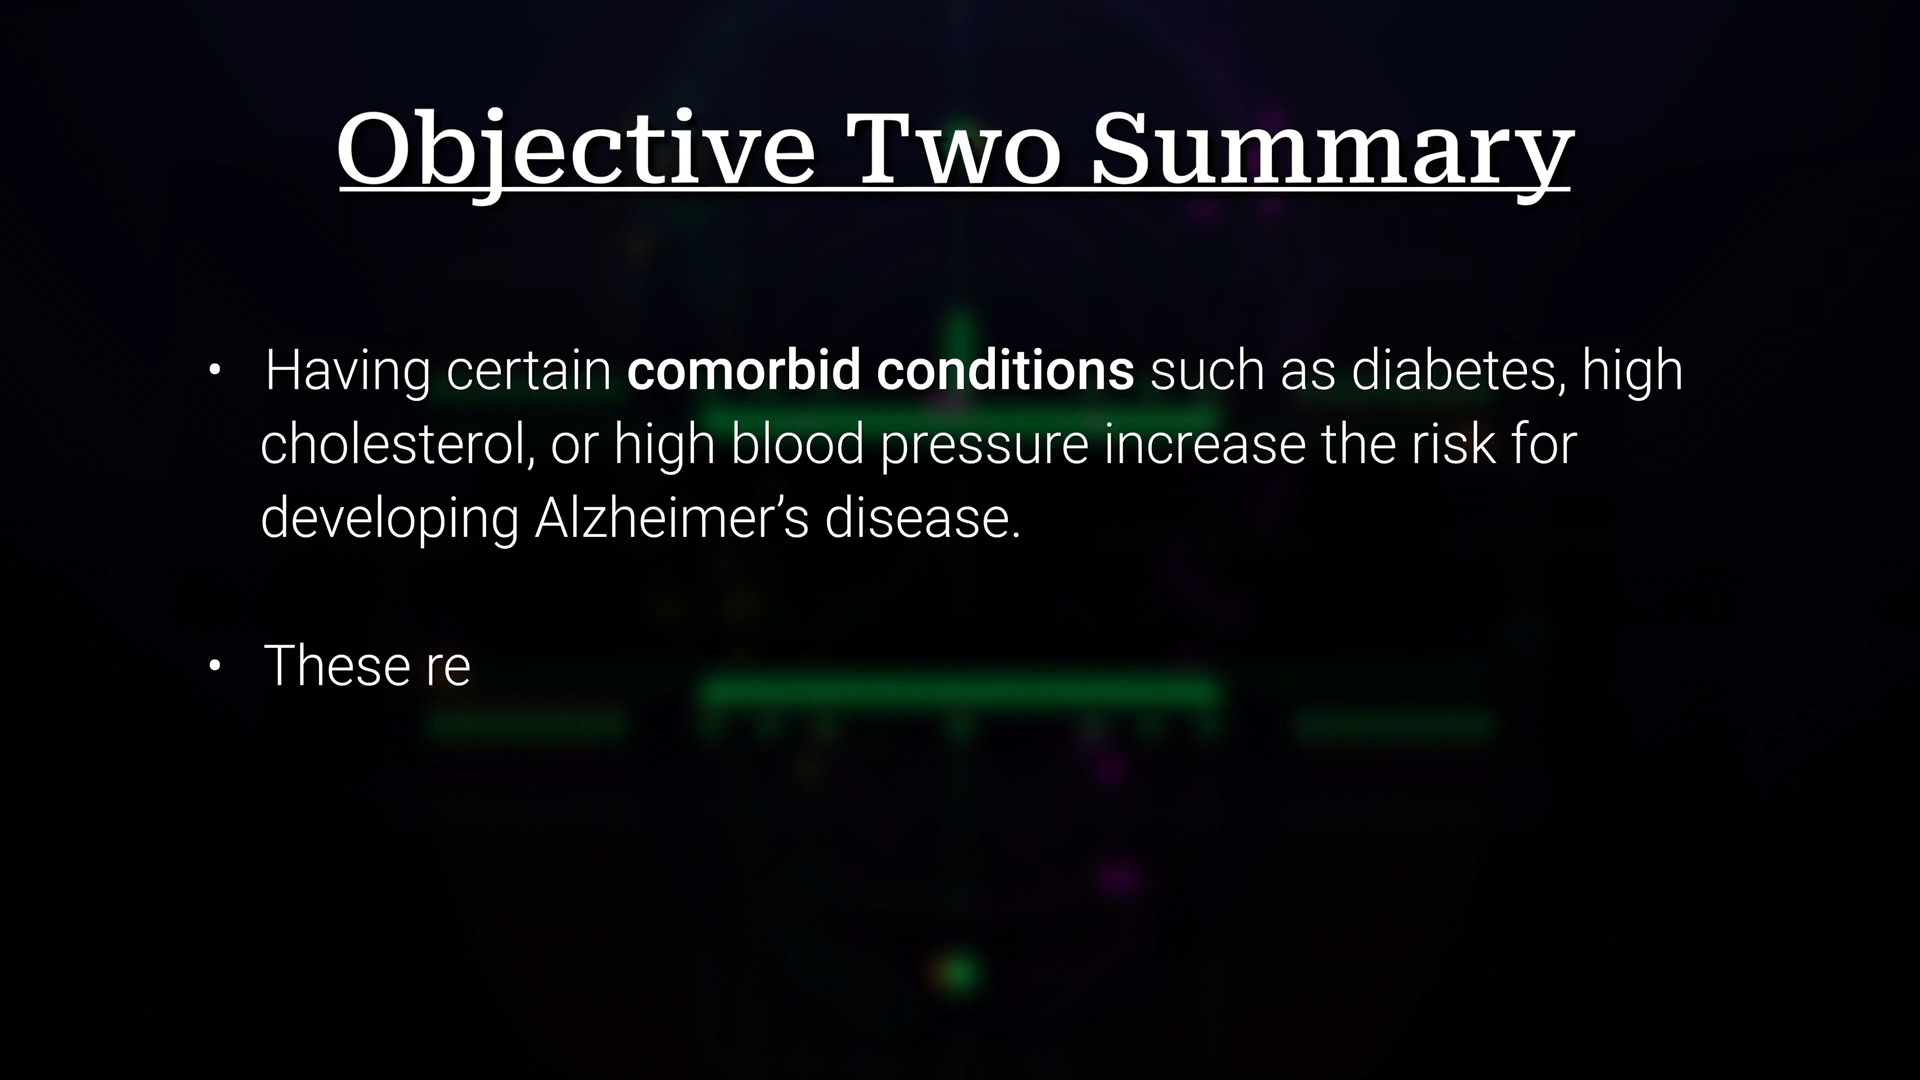 Objective Two Summary
• Having certain comorbid conditions such as diabetes, high
cholesterol, or high blood pressure increase the risk for
developing Alzheimer’s disease.
• These re